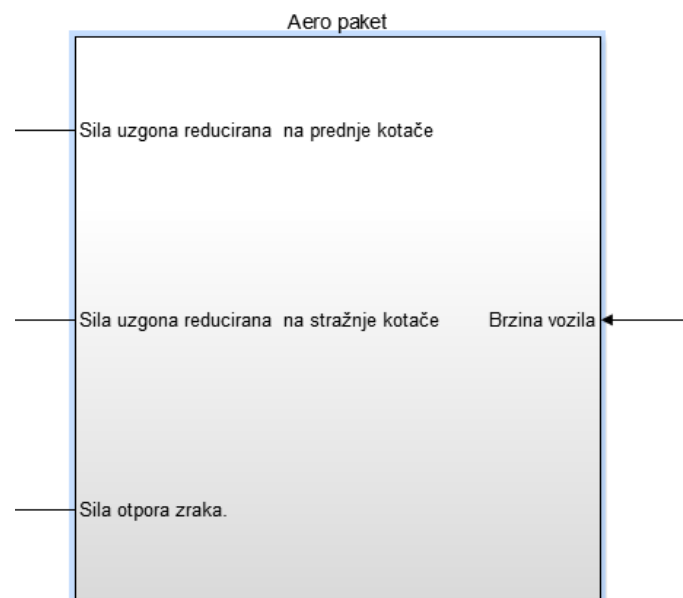 Aero paket
Sila uzgona reducirana  na prednje kotače
Sila uzgona reducirana  na stražnje kotače
Brzina vozila
Sila otpora zraka.